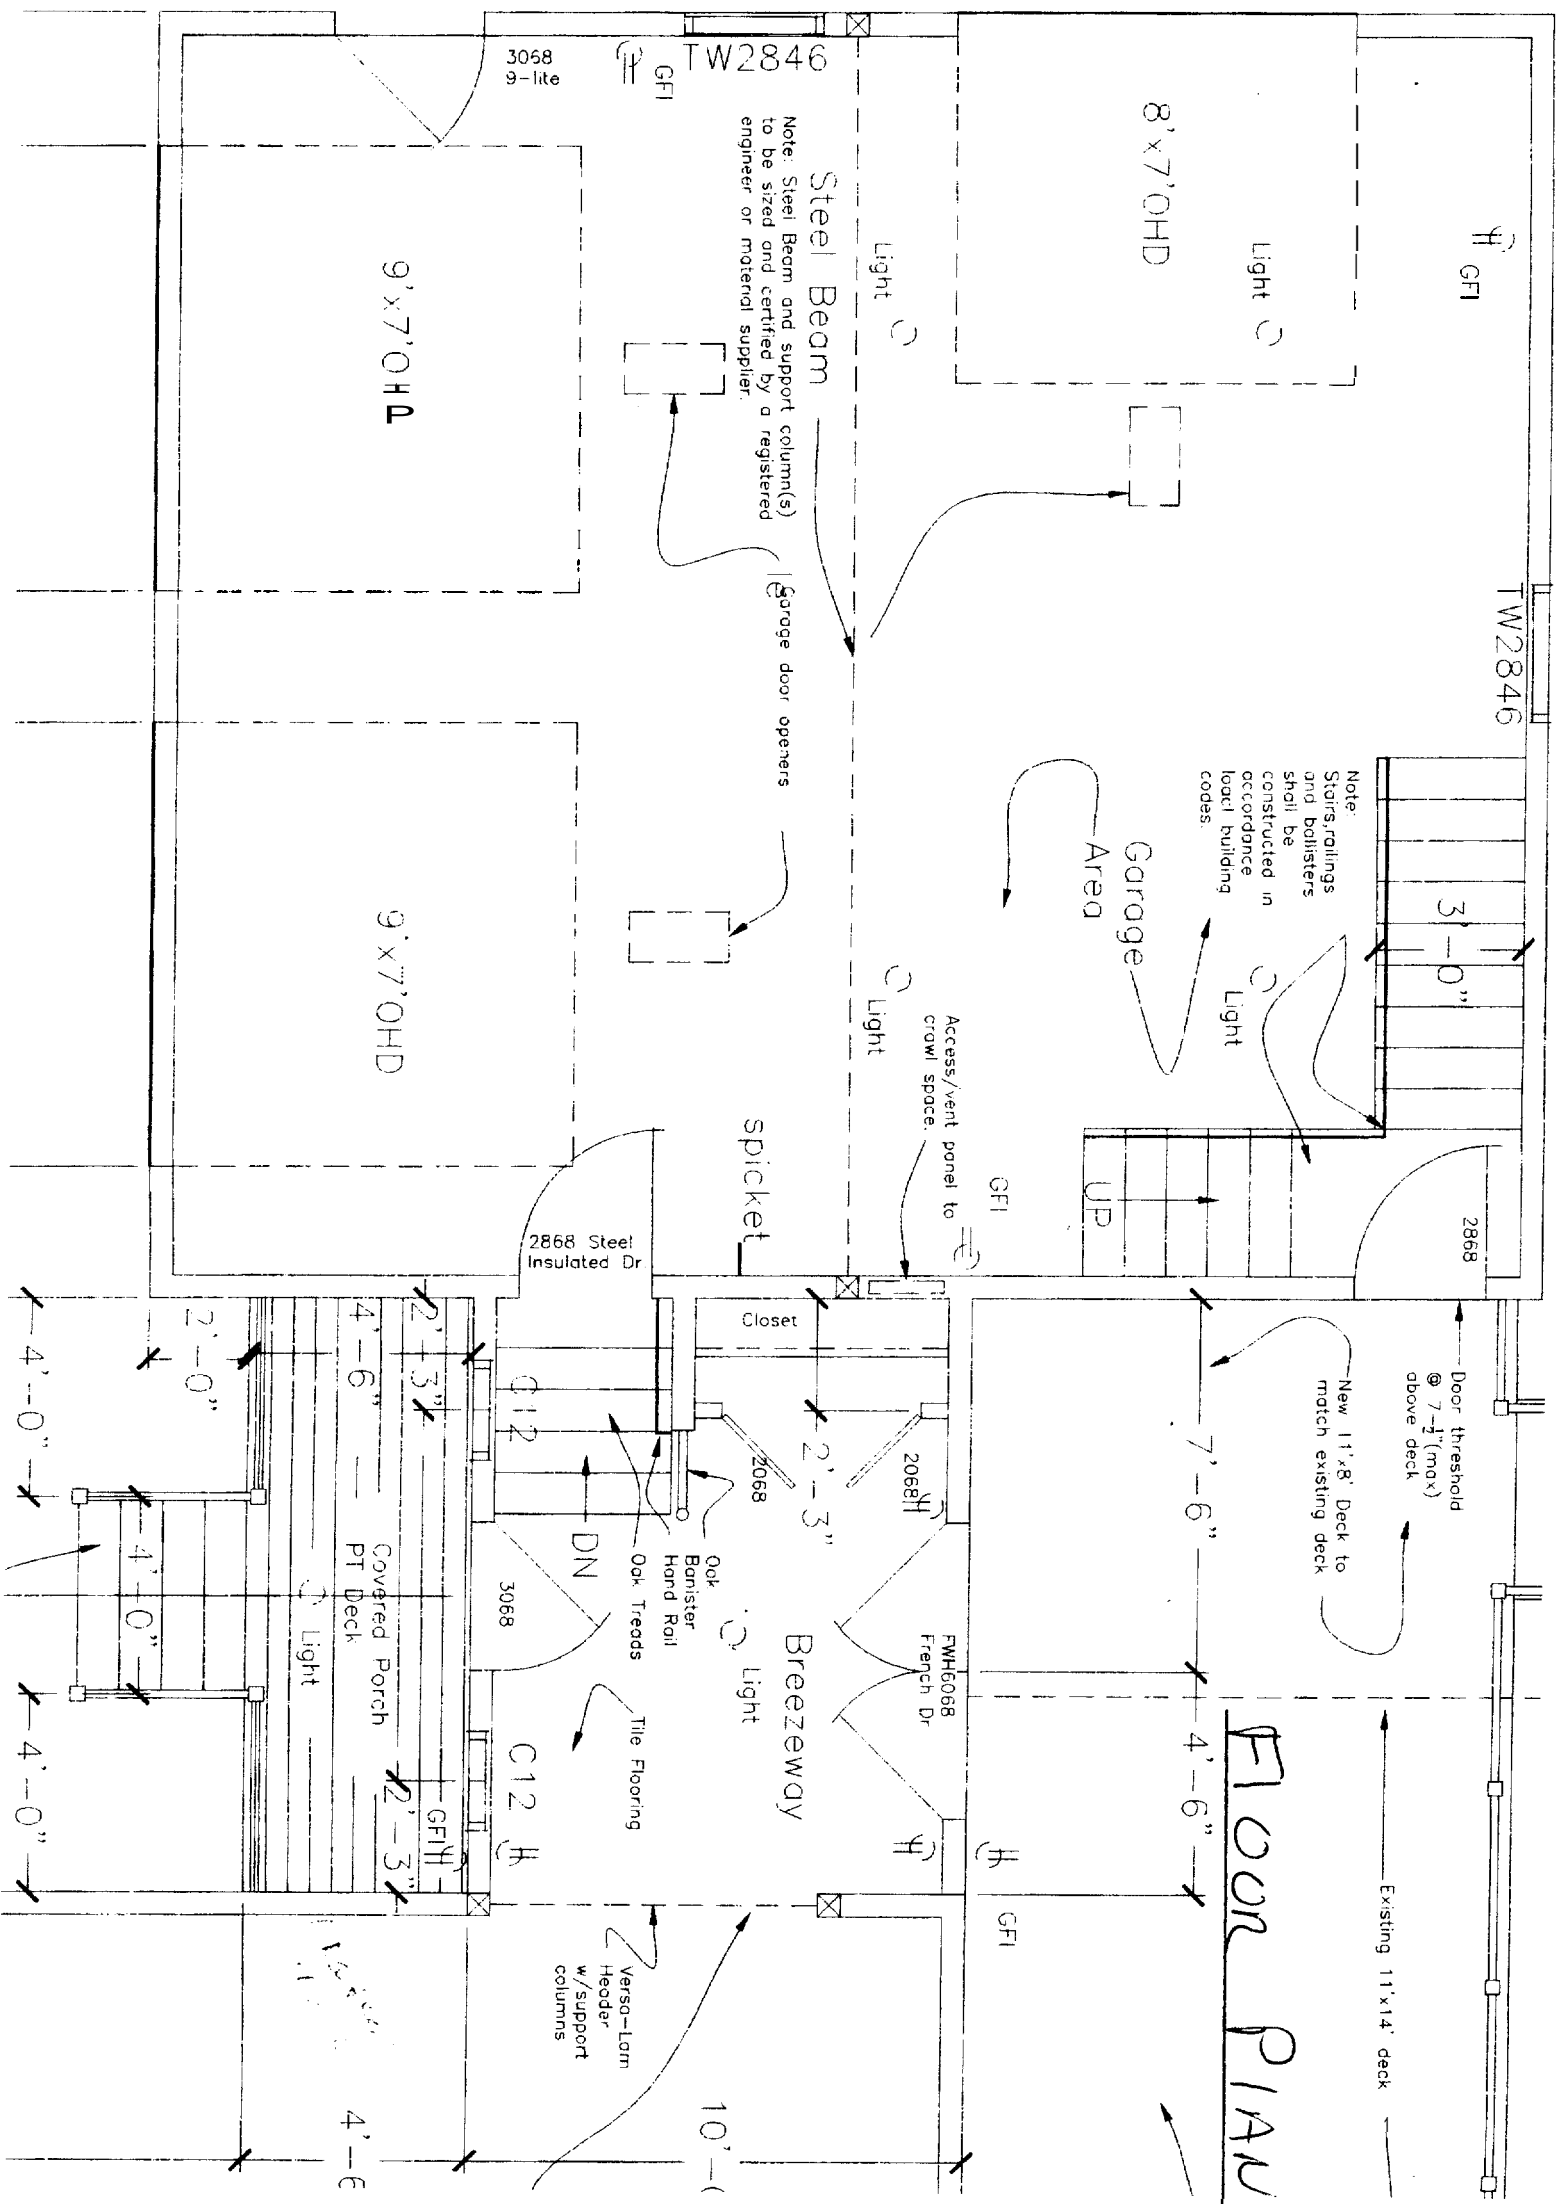 3068
9-lite
GFI
TW2846
8'x7'OHD
Light
GFI
Light
Steel Beam
Note: Steel Beam and support column(s)
to be sized and certified by a registered
engineer or material supplier.
9'x7'OHP
TW2846
Garage door openers
Note:
Stairs,railings
and ballisters
shall be
constructed in
accordance
loacl building
codes.
Garage
Area
3'-0"
Light
Light
9'x7'OHD
Access/vent panel to
crawl space.
spicket
GFI
UP
2868
2868 Steel
Insulated Dr
Closet
Door threshold
@ 7-1/2"(max)
above deck
New 11'x8' Deck to
match existing deck
7'-6"
2'-3"
2068
2068
C12
2'-3"
4'-6"
2'-0"
4'-0"
DN
3068
Oak
Banister
Hand Rail
Oak Treads
Light
Breezeway
FWH6068
French Dr
Covered Porch
PT Deck
Light
4'-0"
4'-0"
Tile Flooring
C12
GFI
2'-3"
4'-6"
GFI
Floor PlAN
Existing 11'x14' deck
Versa-Lam
Header
w/support
columns
10'-
4'-6